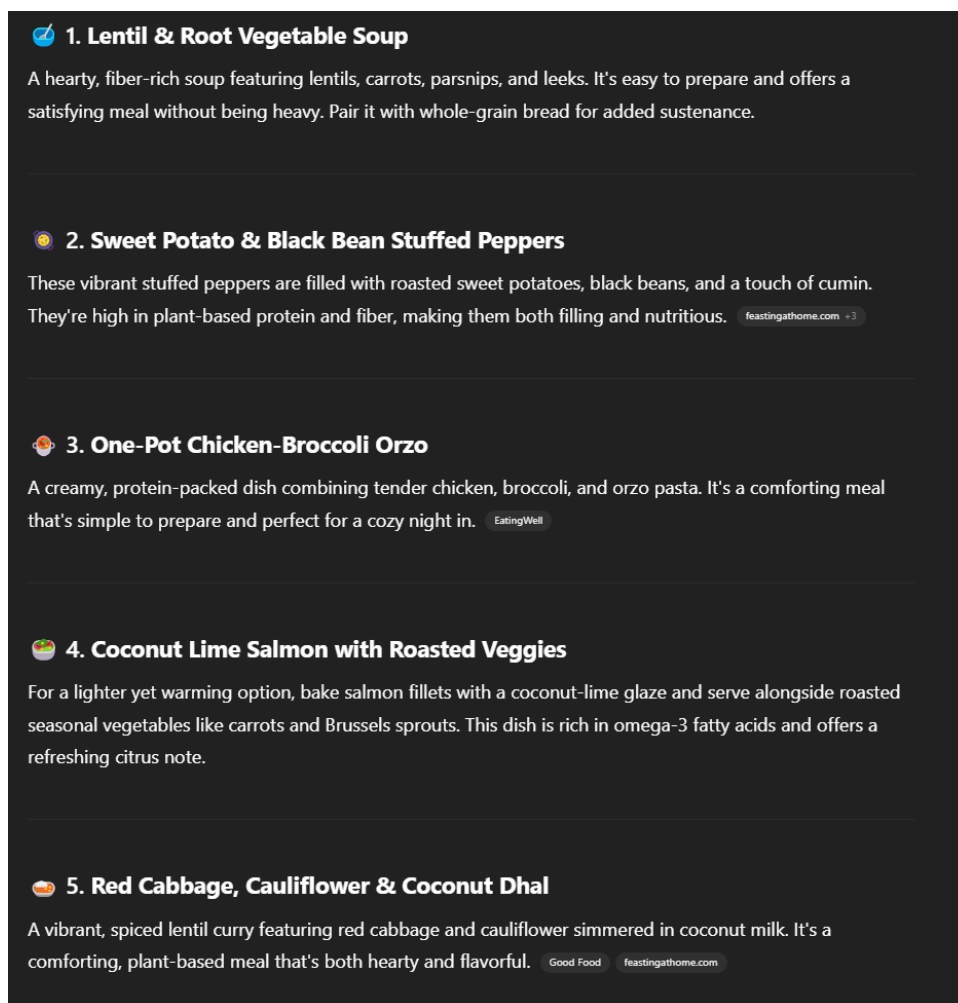 1. Lentil & Root Vegetable Soup
A hearty, fiber-rich soup featuring lentils, carrots, parsnips, and leeks. It's easy to prepare and offers a
satisfying meal without being heavy. Pair it with whole-grain bread for added sustenance.
2. Sweet Potato & Black Bean Stuffed Peppers
These vibrant stuffed peppers are filled with roasted sweet potatoes, black beans, and a touch of cumin.
They're high in plant-based protein and fiber, making them both filling and nutritious. feastingathome.com +3
3. One-Pot Chicken-Broccoli Orzo
A creamy, protein-packed dish combining tender chicken, broccoli, and orzo pasta. It's a comforting meal
that's simple to prepare and perfect for a cozy night in. EatingWell
4. Coconut Lime Salmon with Roasted Veggies
For a lighter yet warming option, bake salmon fillets with a coconut-lime glaze and serve alongside roasted
seasonal vegetables like carrots and Brussels sprouts. This dish is rich in omega-3 fatty acids and offers a
refreshing citrus note.
5. Red Cabbage, Cauliflower & Coconut Dhal
A vibrant, spiced lentil curry featuring red cabbage and cauliflower simmered in coconut milk. It's a
comforting, plant-based meal that's both hearty and flavorful. Good Food feastingathome.com